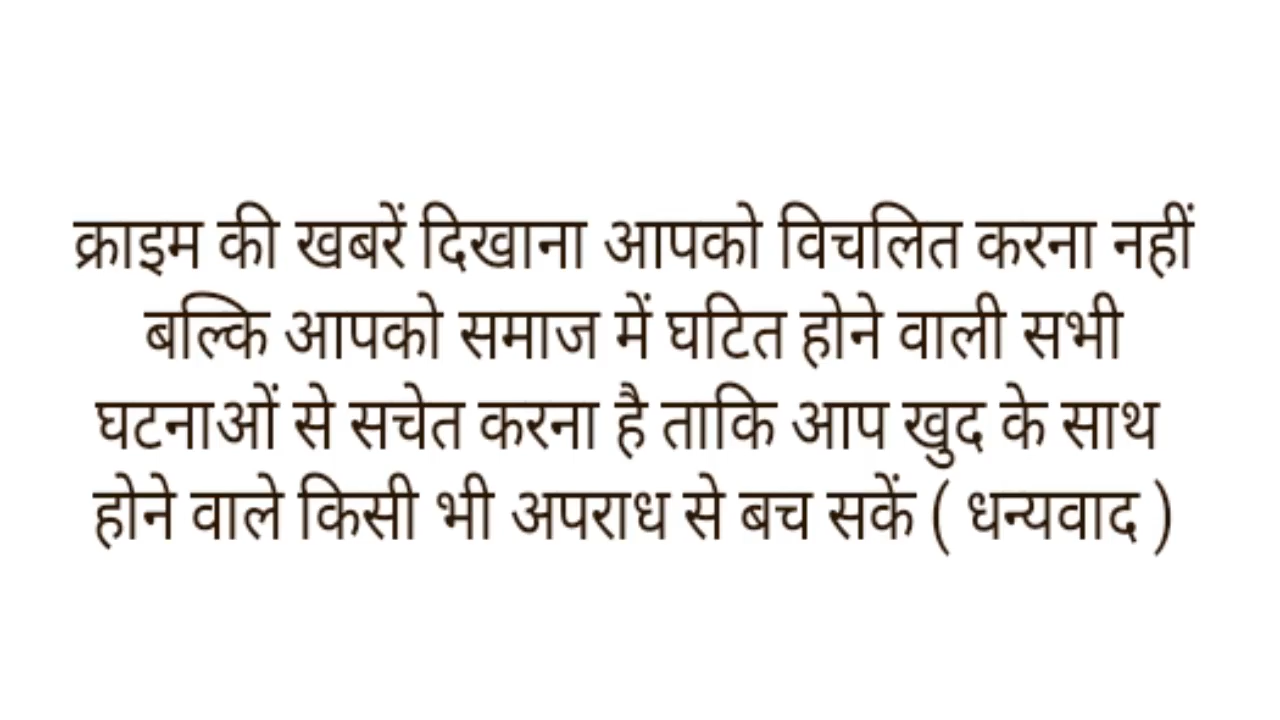 क्राइम की खबरें दिखाना आपको विचलित करना नहीं
बल्कि आपको समाज में घटित होने वाली सभी
घटनाओं से सचेत करना है ताकि आप खुद के साथ
होने वाले किसी भी अपराध से बच सकें ( धन्यवाद )